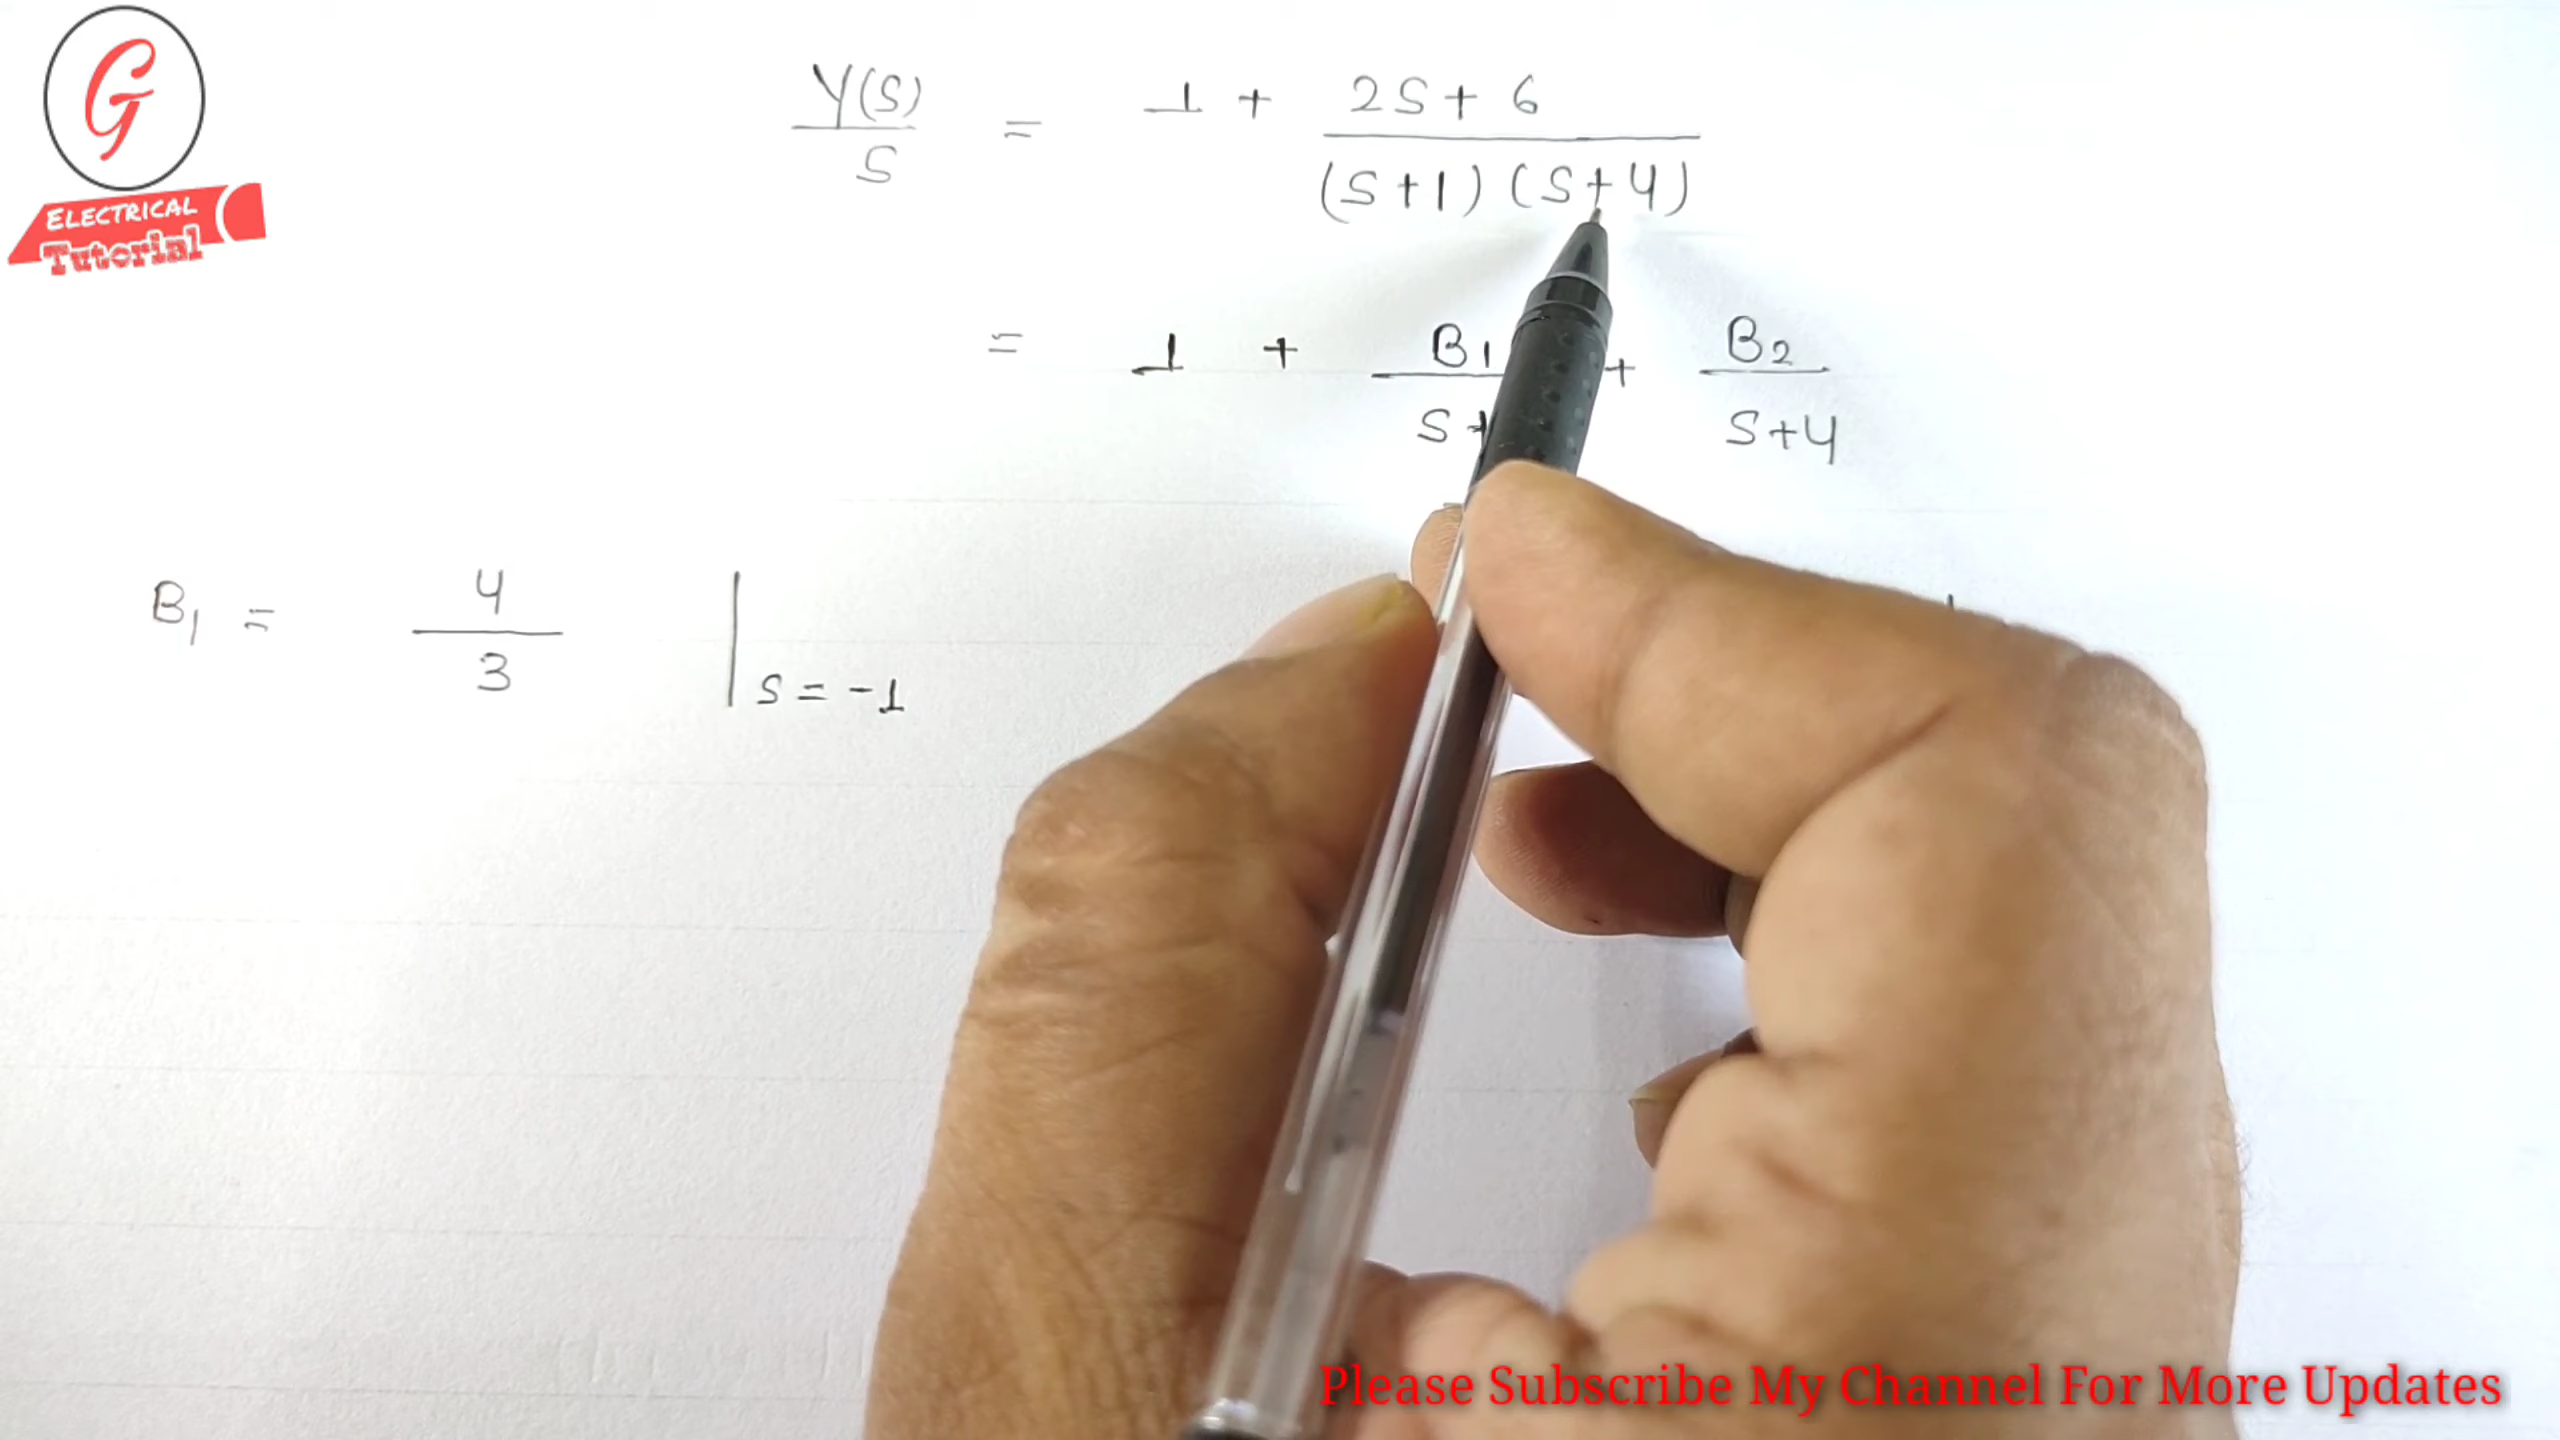 G
ELECTRICAL
Tutorial
Y(S)/S = 1 + 2S + 6/(S+1)(S+4)
= 1 + B1/S+ + B2/S+4
B1 = 4/3 | S = -1
Please Subscribe My Channel For More Updates